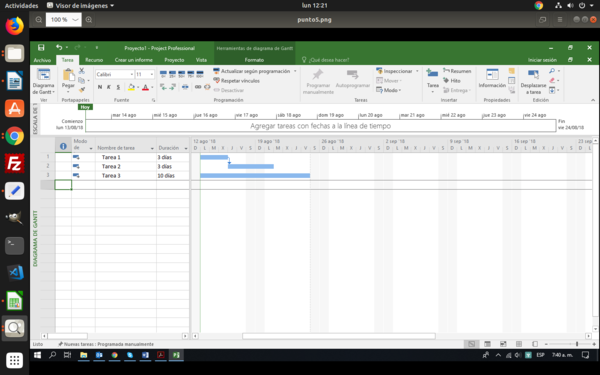 Actividades Visor de imágenes lun 12:21
punto5.png
Proyecto1 - Project Professional Herramientas de diagrama de Gantt
Archivo Tarea Recurso Crear un informe Proyecto Vista Formato ¿Qué desea hacer? Iniciar sesión
Diagrama de Gantt Pegar Calibri 11 Actualizar según programación Respetar vínculos Inactivar Programar manualmente Autoprogramar Inspeccionar Mover Modo Tarea Resumen Hito Información Desplazarse a tarea
Ver Portapapeles Fuente Programación Tareas Insertar Propiedades Edición
Hoy
Comienzo lun 13/08/18
mar 14 ago mié 15 ago jue 16 ago vie 17 ago sáb 18 ago dom 19 ago lun 20 ago mar 21 ago mié 22 ago jue 23 ago vie 24 ago
Agregar tareas con fechas a la línea de tiempo
Fin vie 24/08/18
ESCALA DE T
Modo de Nombre de tarea Duración
12 ago '18 19 ago '18 26 ago '18 2 sep '18 9 sep '18 16 sep '18 23 sep
D L M X J V S D L M X J V S D L M X J V S D L M X J V S D L M X J V S D L M X J V S D L
1 Tarea 1 3 días
2 Tarea 2 3 días
3 Tarea 3 10 días
DIAGRAMA DE GANTT
Listo Nuevas tareas : Programada manualmente
ESP 7:40 a. m.